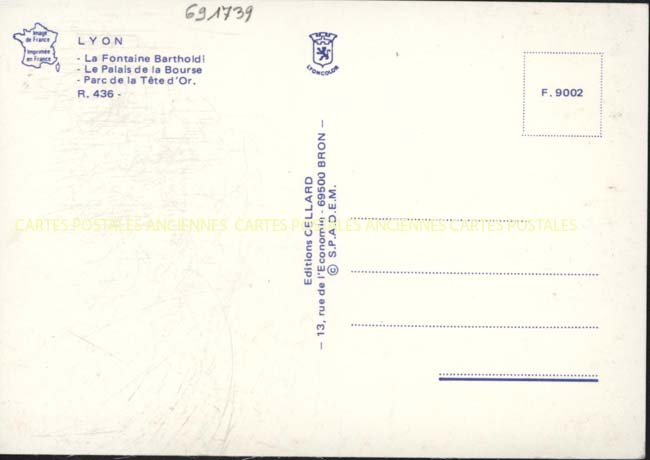 691739
Image
de France
Imprimée
en France
LYON
- La Fontaine Bartholdi
- Le Palais de la Bourse
- Parc de la Tête d'Or.
R. 436 -
LYONCOLOR
F. 9002
Editions CELLARD
— 13, rue de l'Economie - 69500 BRON —
© S.P.A.D.E.M.
CARTES POSTALES ANCIENNES CARTES POSTALES ANCIENNES CARTES POSTALES